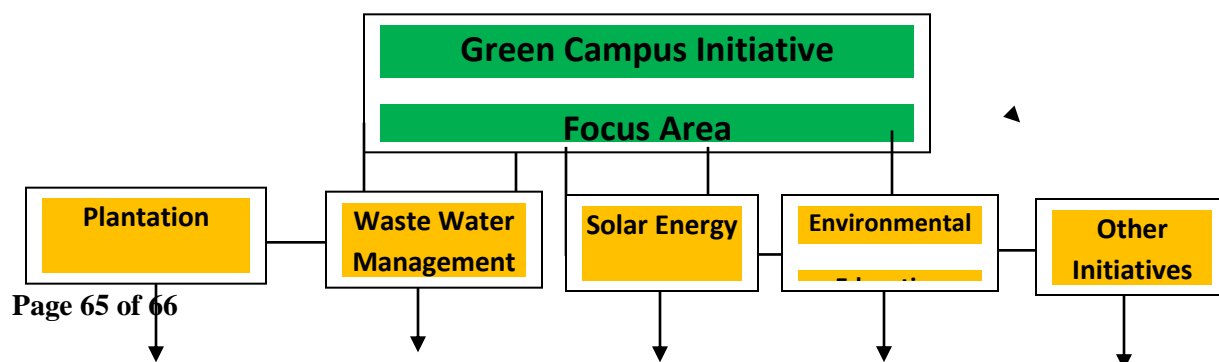 Green Campus Initiative
Focus Area
Plantation
Waste Water
Management
Solar Energy
Environmental
Other
Initiatives
Page 65 of 66